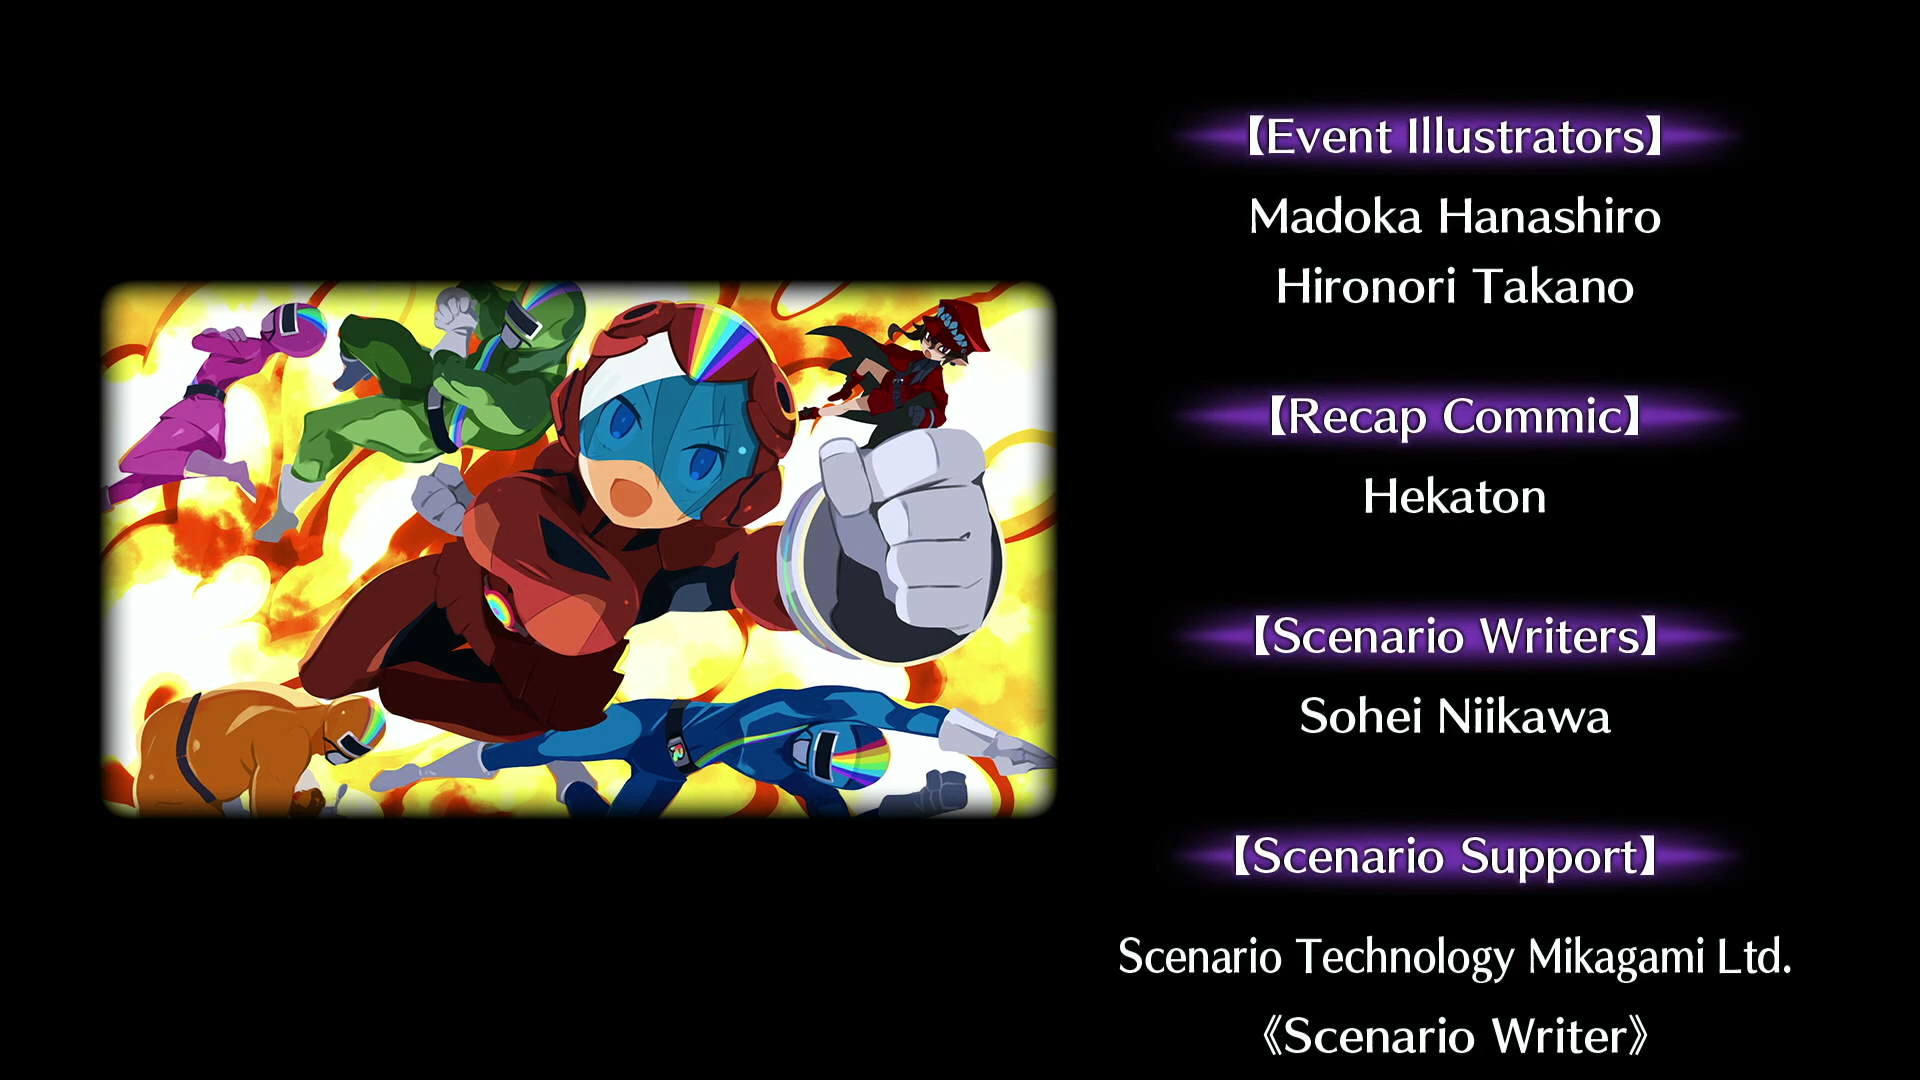 【Event Illustrators】
Madoka Hanashiro
Hironori Takano
【Recap Commic】
Hekaton
【Scenario Writers】
Sohei Niikawa
【Scenario Support】
Scenario Technology Mikagami Ltd.
《Scenario Writer》